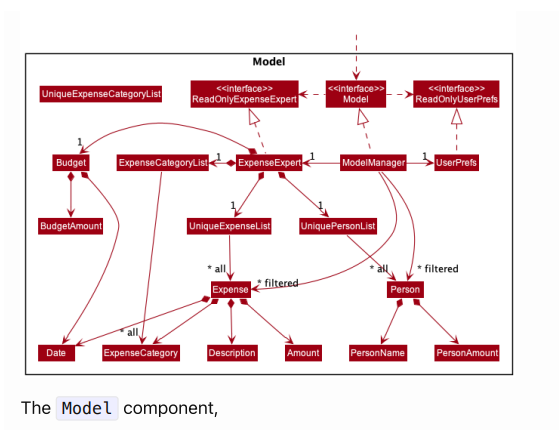 Model
<<interface>>
ReadOnlyExpenseExpert
<<interface>>
Model
<<interface>>
ReadOnlyUserPrefs
UniqueExpenseCategoryList
1
Budget
ExpenseCategoryList
1
ExpenseExpert
1
ModelManager
1
UserPrefs
1
1
BudgetAmount
UniqueExpenseList
UniquePersonList
* all
* filtered
* all
* filtered
Expense
Person
* all
Date
ExpenseCategory
Description
Amount
PersonName
PersonAmount
The Model component,